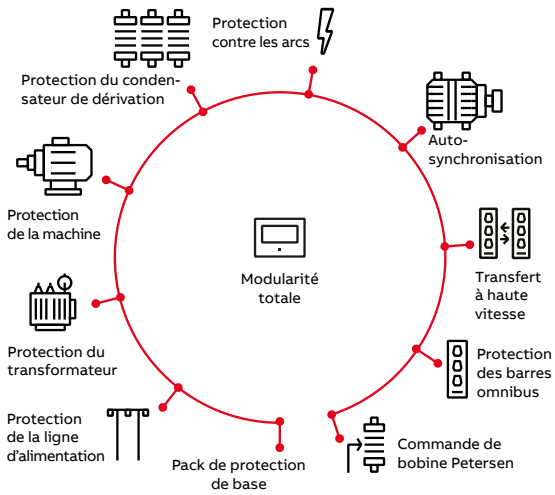 Protection
contre les arcs
Protection du conden-
sateur de dérivation
Auto-
synchronisation
Protection
de la machine
Modularité
totale
Transfert
à haute
vitesse
Protection du
transformateur
Protection
des barres
omnibus
Protection
de la ligne
d'alimentation
Commande de
bobine Petersen
Pack de protection
de base